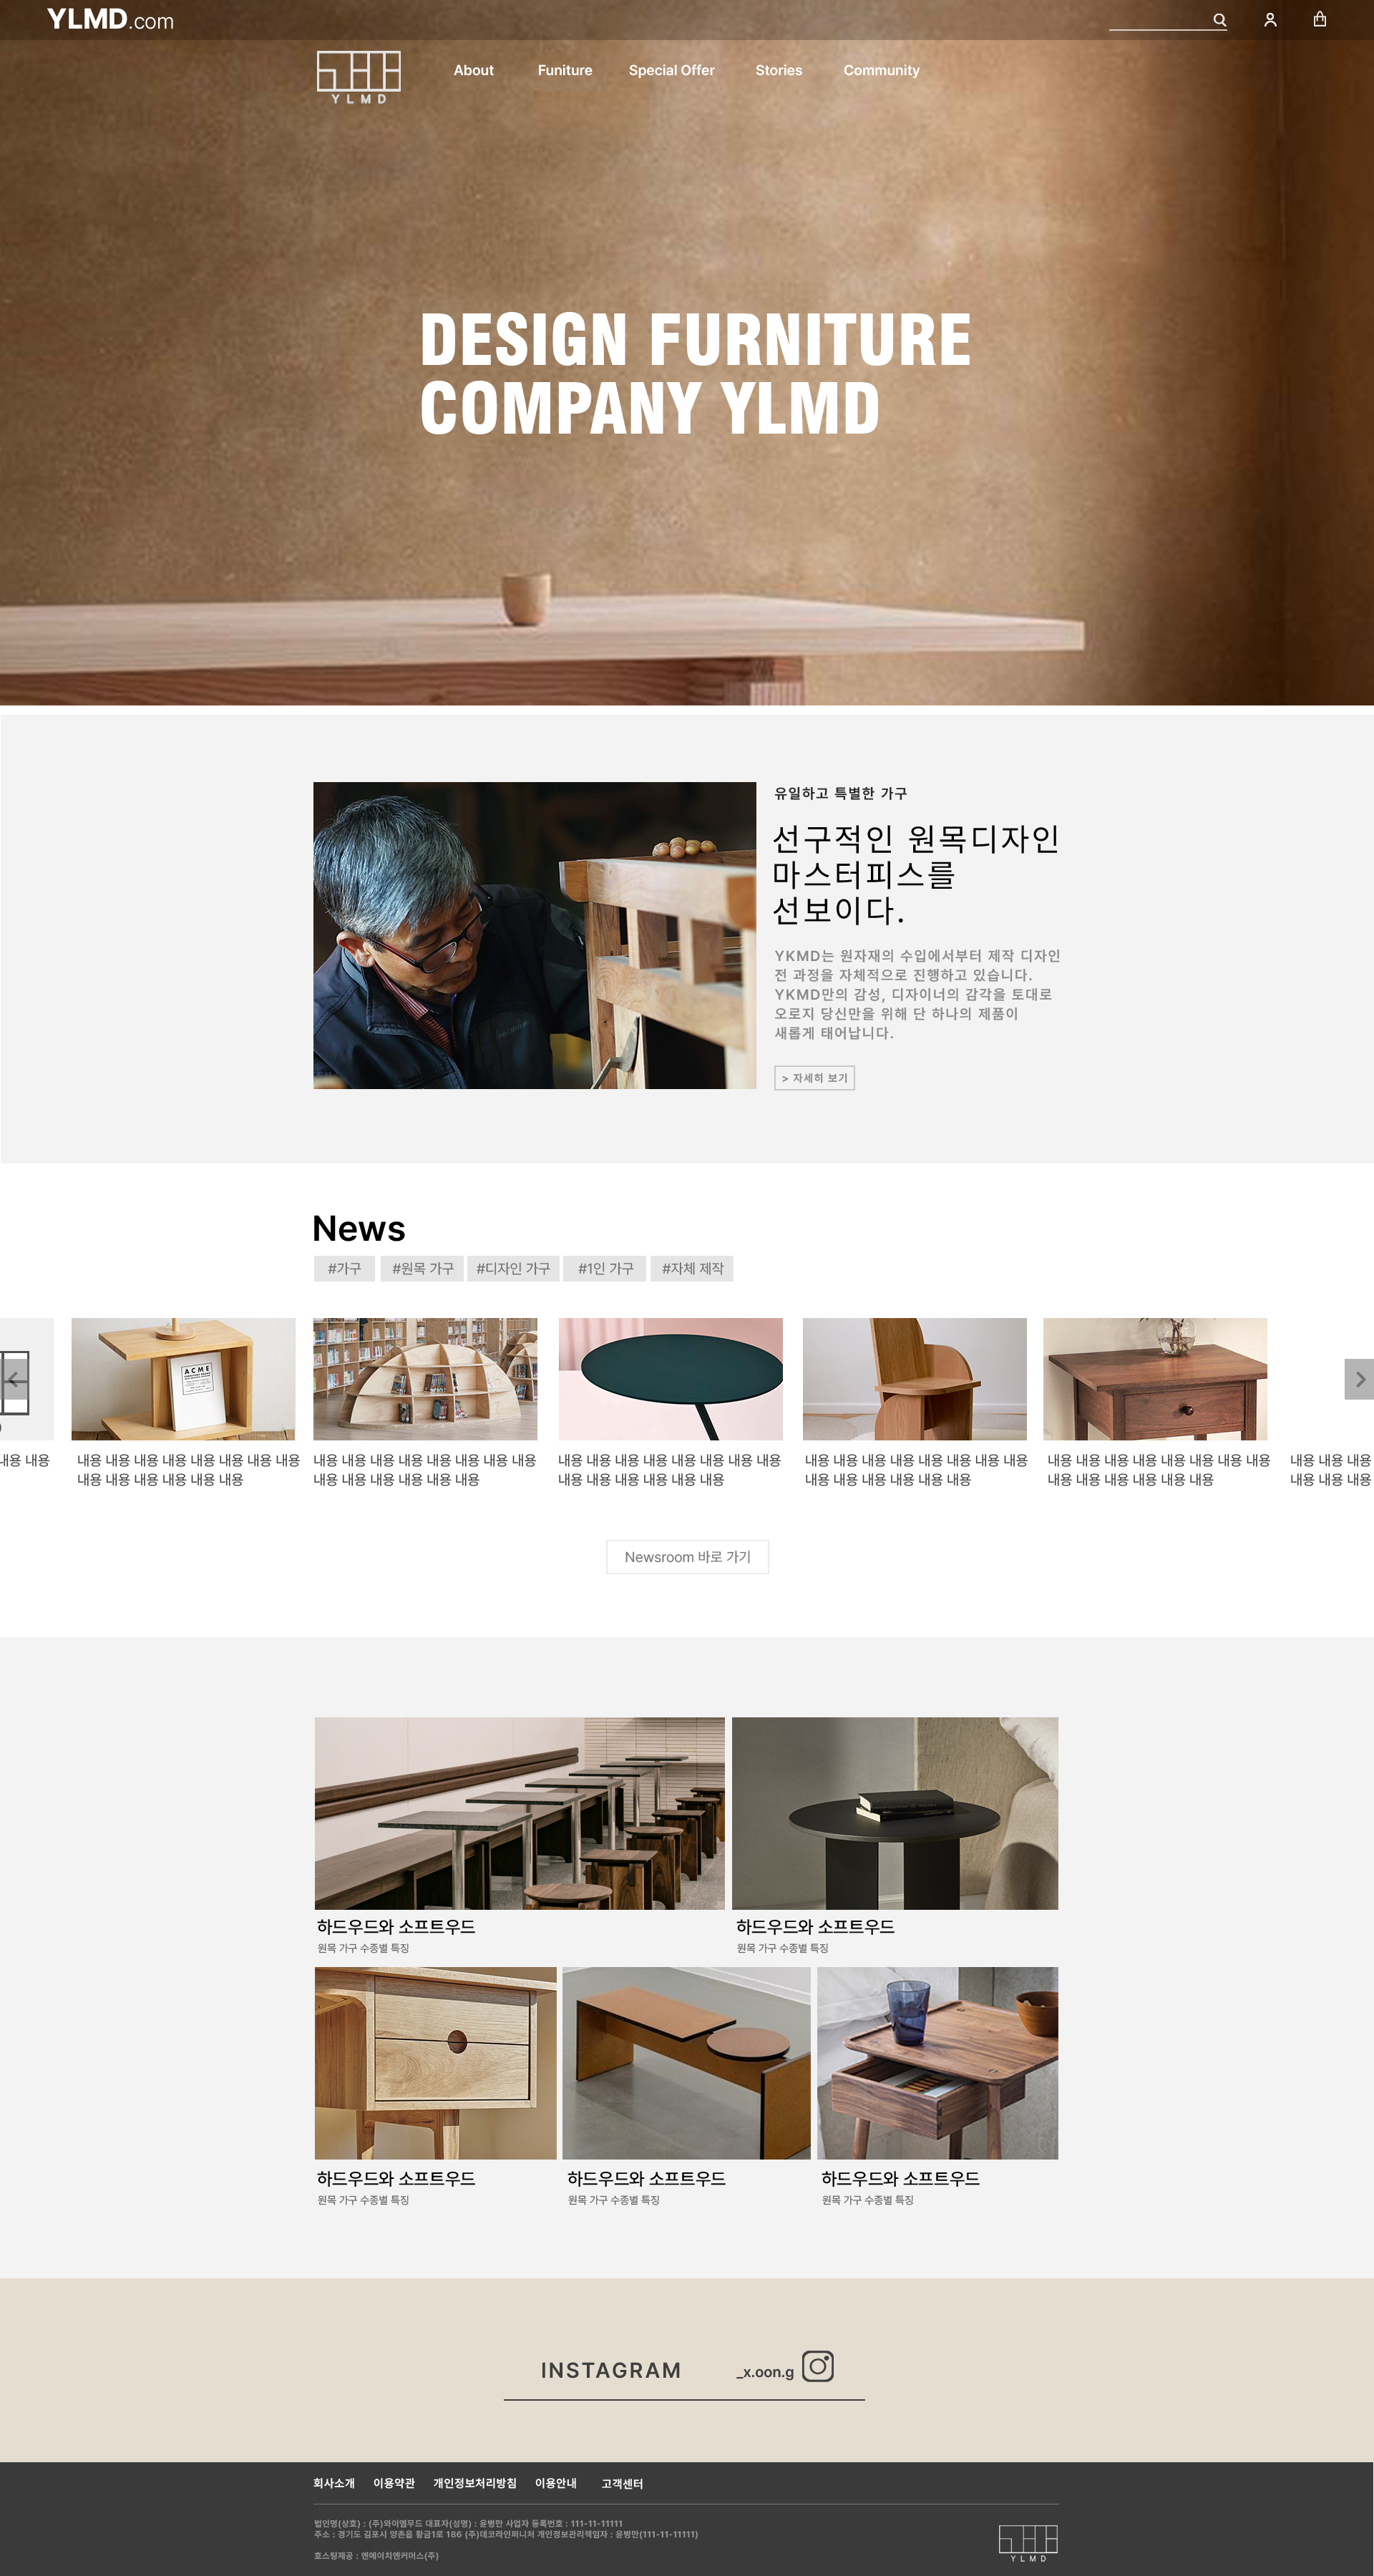 YLMD.com
YLMD
About Funiture Special Offer Stories Community
DESIGN FURNITURE
COMPANY YLMD
유일하고 특별한 가구
선구적인 원목디자인
마스터피스를
선보이다.
YKMD는 원자재의 수입에서부터 제작 디자인
전 과정을 자체적으로 진행하고 있습니다.
YKMD만의 감성, 디자이너의 감각을 토대로
오로지 당신만을 위해 단 하나의 제품이
새롭게 태어납니다.
> 자세히 보기
News
#가구 #원목 가구 #디자인 가구 #1인 가구 #자체 제작
ACME
내용 내용
내용 내용 내용 내용 내용 내용 내용 내용
내용 내용 내용 내용 내용 내용
내용 내용 내용 내용 내용 내용 내용 내용
내용 내용 내용 내용 내용 내용
내용 내용 내용 내용 내용 내용 내용 내용
내용 내용 내용 내용 내용 내용
내용 내용 내용 내용 내용 내용 내용 내용
내용 내용 내용 내용 내용 내용
내용 내용 내용 내용 내용 내용 내용 내용
내용 내용 내용 내용 내용 내용
내용 내용 내용
내용 내용 내용
Newsroom 바로 가기
하드우드와 소프트우드
원목 가구 수종별 특징
하드우드와 소프트우드
원목 가구 수종별 특징
하드우드와 소프트우드
원목 가구 수종별 특징
하드우드와 소프트우드
원목 가구 수종별 특징
하드우드와 소프트우드
원목 가구 수종별 특징
INSTAGRAM _x.oon.g
회사소개 이용약관 개인정보처리방침 이용안내 고객센터
법인명(상호) : (주)와이엠무드 대표자(성명) : 윤병만 사업자 등록번호 : 111-11-11111
주소 : 경기도 김포시 양촌읍 황금1로 186 (주)데코라인퍼니처 개인정보관리책임자 : 윤병만(111-11-11111)
호스팅제공 : 엔에이치엔커머스(주)
YLMD